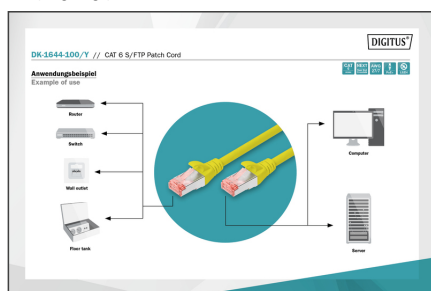 DIGITUS®
DK-1644-100/Y // CAT 6 S/FTP Patch Cord
Anwendungsbeispiel
Example of use
Router
Switch
Wall outlet
Floor tank
Computer
Server